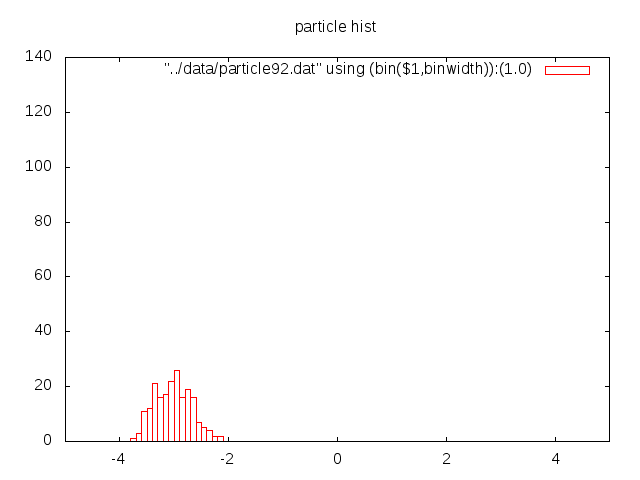 particle hist
"../data/particle92.dat" using (bin($1,binwidth)):(1.0)
140
120
100
80
60
40
20
0
-4 -2 0 2 4